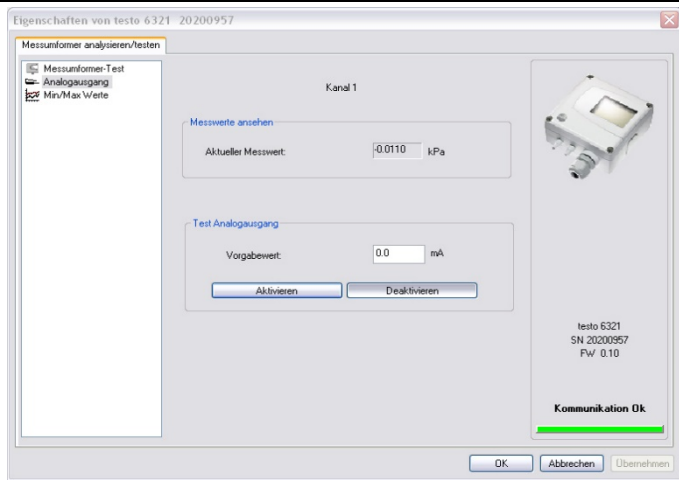 Eigenschaften von testo 6321 20200957
Messumformer analysieren/testen
Messumformer-Test
Analogausgang
Min/Max Werte
Kanal 1
Messwerte ansehen
Aktueller Messwert: -0.0110 kPa
Test Analogausgang
Vorgabewert: 0.0 mA
Aktivieren Deaktivieren
testo 6321
SN 20200957
FW 0.10
Kommunikation Ok
OK Abbrechen Übernehmen